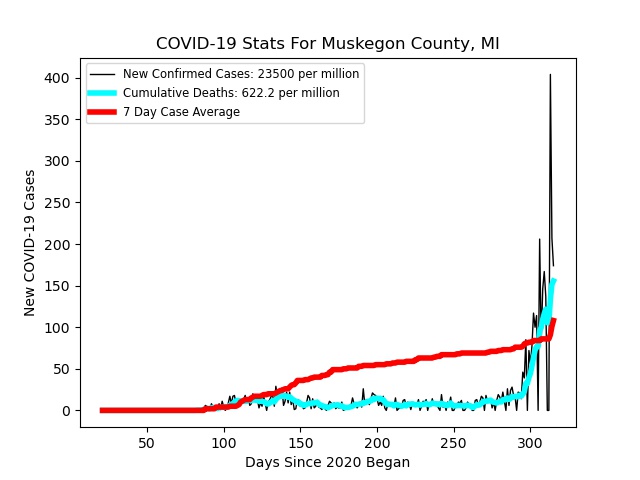 COVID-19 Stats For Muskegon County, MI
New Confirmed Cases: 23500 per million
Cumulative Deaths: 622.2 per million
7 Day Case Average
400
350
300
250
200
150
100
50
0
New COVID-19 Cases
50 100 150 200 250 300
Days Since 2020 Began